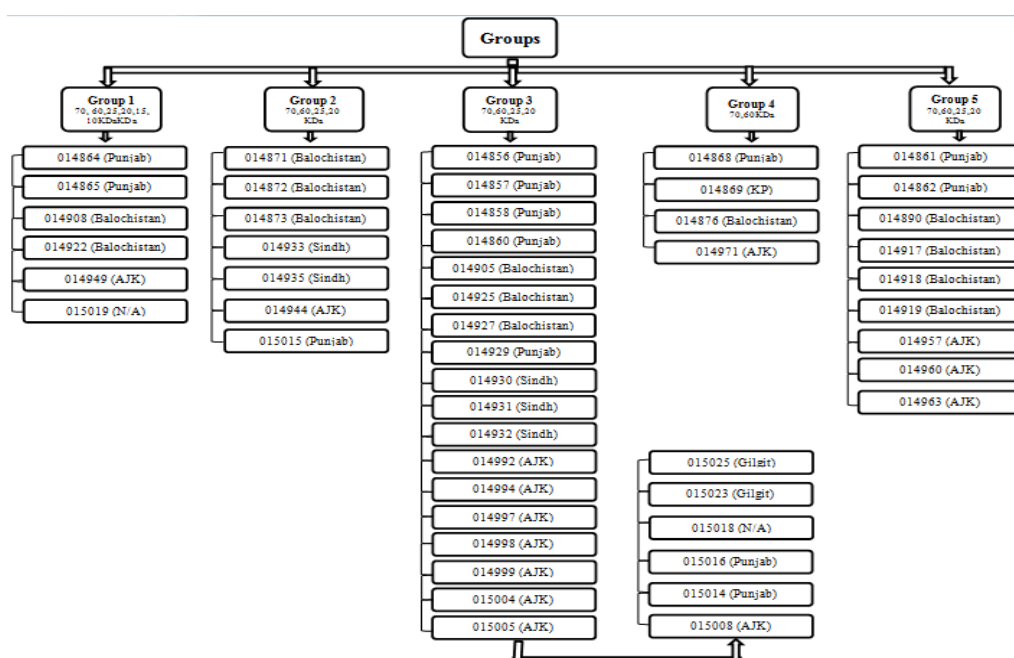 Groups
Group 1
70, 60,25,20,15,
10KDaKDa
014864 (Punjab)
014865 (Punjab)
014908 (Balochistan)
014922 (Balochistan)
014949 (AJK)
015019 (N/A)
Group 2
70,60,25,20
KDa
014871 (Balochistan)
014872 (Balochistan)
014873 (Balochistan)
014933 (Sindh)
014935 (Sindh)
014944 (AJK)
015015 (Punjab)
Group 3
70,60,25,20
KDa
014856 (Punjab)
014857 (Punjab)
014858 (Punjab)
014860 (Punjab)
014905 (Balochistan)
014925 (Balochistan)
014927 (Balochistan)
014929 (Punjab)
014930 (Sindh)
014931 (Sindh)
014932 (Sindh)
014992 (AJK)
014994 (AJK)
014997 (AJK)
014998 (AJK)
014999 (AJK)
015004 (AJK)
015005 (AJK)
015025 (Gilgit)
015023 (Gilgit)
015018 (N/A)
015016 (Punjab)
015014 (Punjab)
015008 (AJK)
Group 4
70,60KDa
014868 (Punjab)
014869 (KP)
014876 (Balochistan)
014971 (AJK)
Group 5
70,60,25,20
KDa
014861 (Punjab)
014862 (Punjab)
014890 (Balochistan)
014917 (Balochistan)
014918 (Balochistan)
014919 (Balochistan)
014957 (AJK)
014960 (AJK)
014963 (AJK)